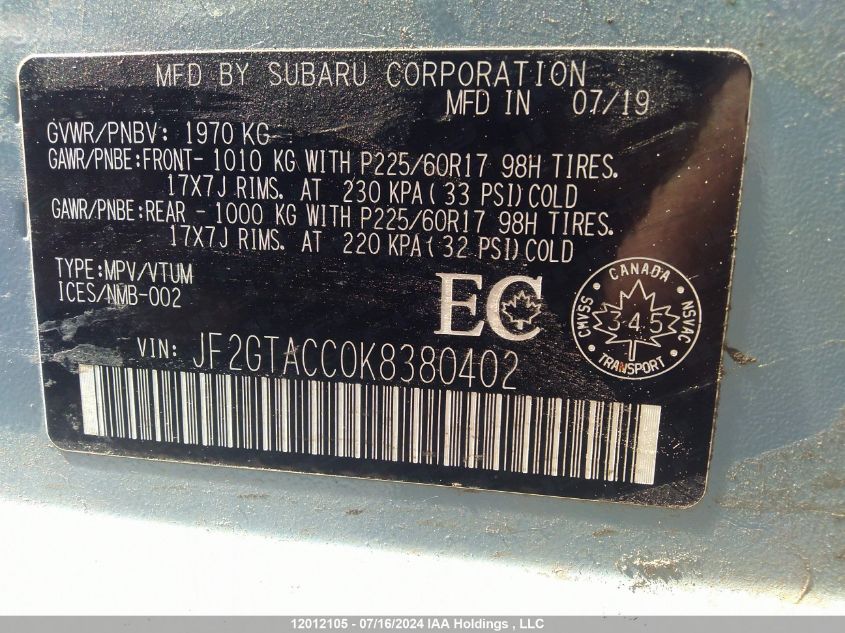 MFD BY SUBARU CORPORATION
MFD IN 07/19
GVWR/PNBV: 1970 KG
GAWR/PNBE:FRONT- 1010 KG WITH P225/60R17 98H TIRES.
17X7J RIMS. AT 230 KPA(33 PSI)COLD
GAWR/PNBE:REAR - 1000 KG WITH P225/60R17 98H TIRES.
17X7J RIMS. AT 220 KPA(32 PSI)COLD
TYPE:MPV/VTUM
ICES/NMB-002
EC
CANADA
CMVSS
345
NSVAC
TRANSPORT
VIN: JF2GTACC0K8380402
12012105 - 07/16/2024 IAA Holdings , LLC